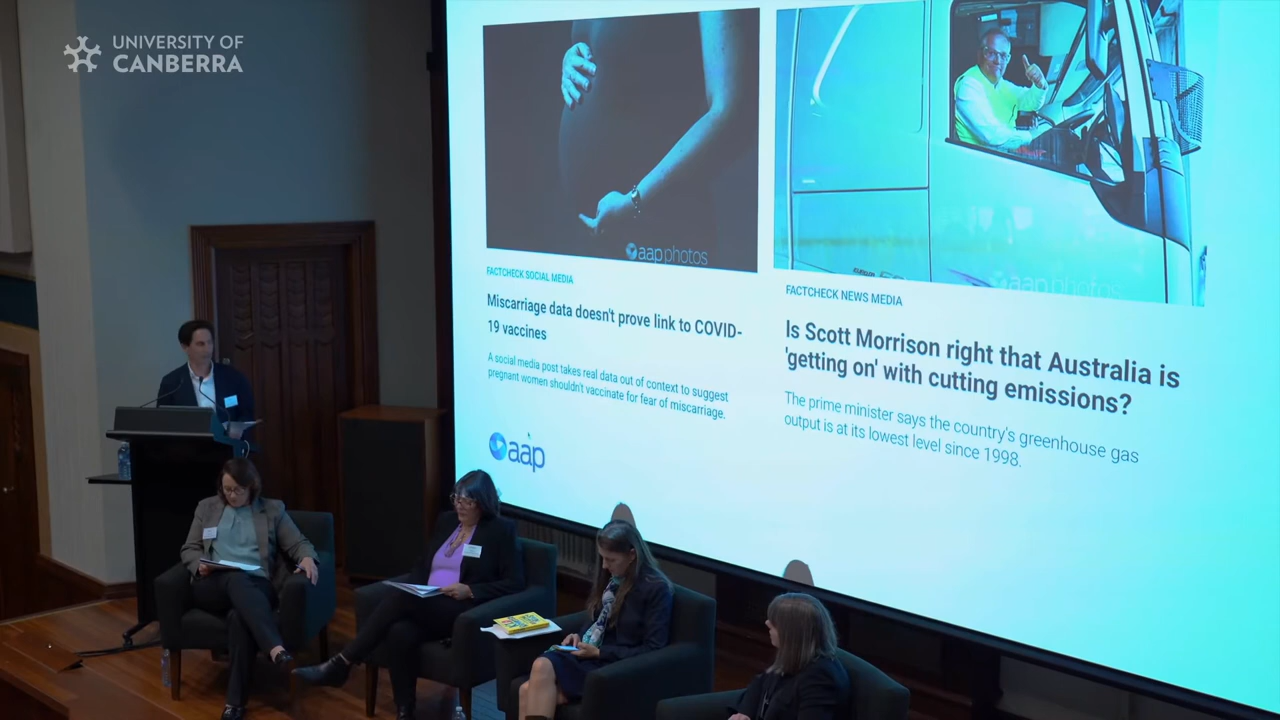 UNIVERSITY OF
CANBERRA
aap photos
FACTCHECK SOCIAL MEDIA
Miscarriage data doesn't prove link to COVID-
19 vaccines
A social media post takes real data out of context to suggest
pregnant women shouldn't vaccinate for fear of miscarriage.
aap
aap photos
FACTCHECK NEWS MEDIA
Is Scott Morrison right that Australia is
'getting on' with cutting emissions?
The prime minister says the country's greenhouse gas
output is at its lowest level since 1998.